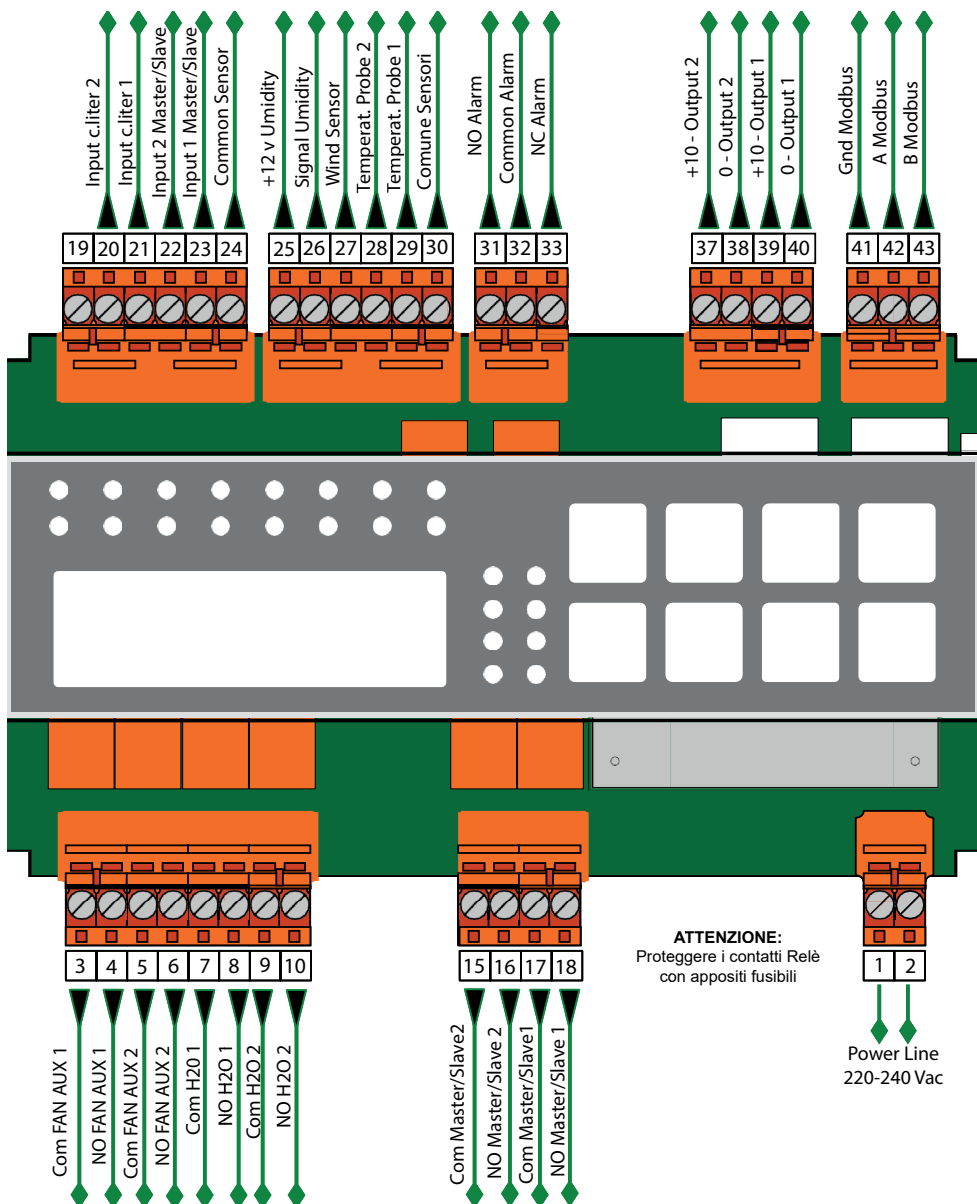 Input c.liter 2
Input c.liter 1
Input 2 Master/Slave
Input 1 Master/Slave
Common Sensor
+12 v Umidity
Signal Umidity
Wind Sensor
Temperat. Probe 2
Temperat. Probe 1
Comune Sensori
NO Alarm
Common Alarm
NC Alarm
+10 - Output 2
0 - Output 2
+10 - Output 1
0 - Output 1
Gnd Modbus
A Modbus
B Modbus
19 20 21 22 23 24
25 26 27 28 29 30
31 32 33
37 38 39 40
41 42 43
3 4 5 6 7 8 9 10
15 16 17 18
ATTENZIONE:
Proteggere i contatti Relè
con appositi fusibili
1 2
Com FAN AUX 1
NO FAN AUX 1
Com FAN AUX 2
NO FAN AUX 2
Com H20 1
NO H2O 1
Com H2O 2
NO H2O 2
Com Master/Slave2
NO Master/Slave 2
Com Master/Slave1
NO Master/Slave 1
Power Line
220-240 Vac